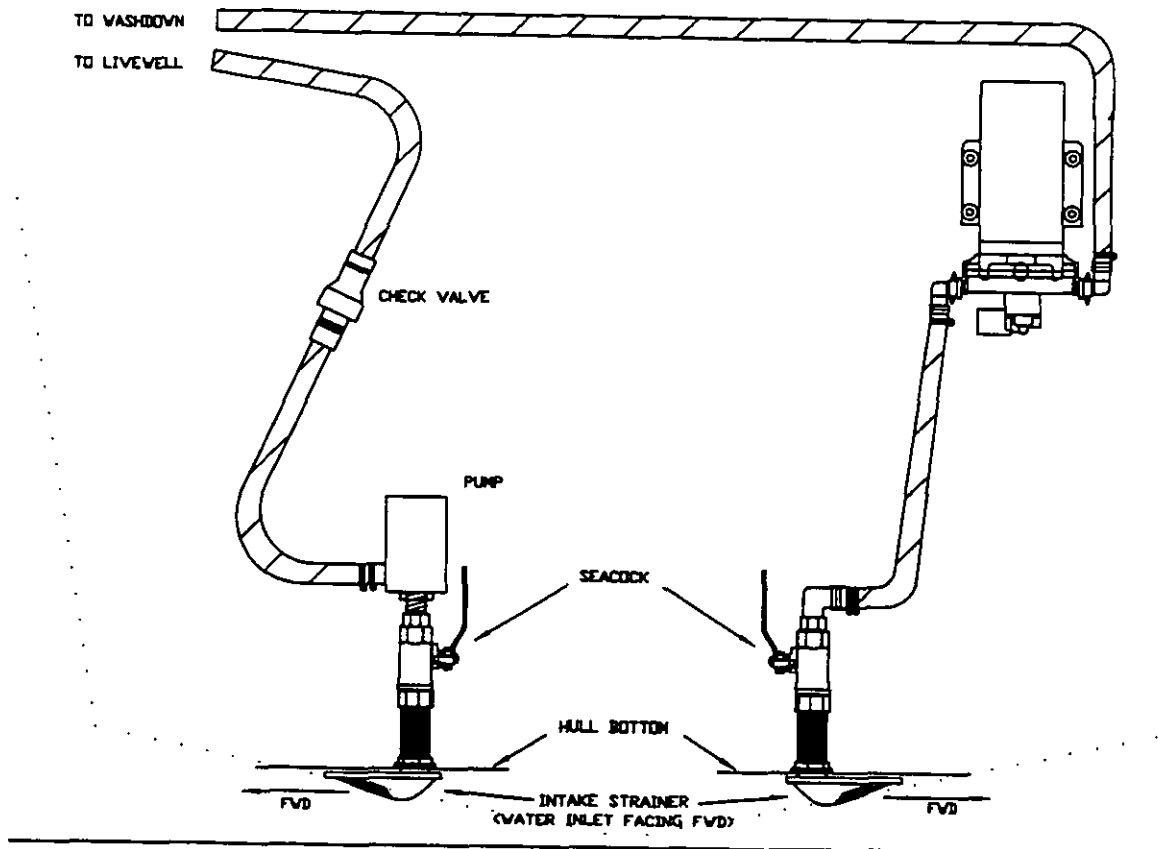 TO WASHDOWN
TO LIVEWELL
CHECK VALVE
PUMP
SEACOCK
HULL BOTTOM
INTAKE STRAINER
(WATER INLET FACING FWD)
FWD
FWD